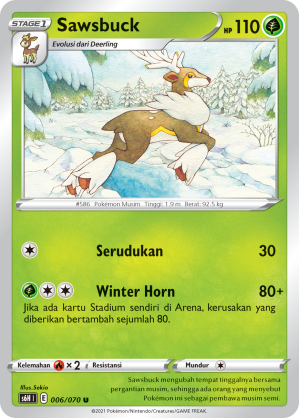 STAGE 1 Sawsbuck HP 110
Evolusi dari Deerling
#586 Pokémon Musim Tinggi: 1.9 m Berat: 92.5 kg
Serudukan 30
Winter Horn 80+
Jika ada kartu Stadium sendiri di Arena, kerusakan yang
diberikan bertambah sejumlah 80.
Kelemahan ×2 Resistansi Mundur
Illus. Sekio
s6H I E 006/070 U
Sawsbuck mengubah tempat tinggalnya bersama
pergantian musim, sehingga ada orang yang menyebut
Pokémon ini sebagai pembawa musim semi.
©2021 Pokémon/Nintendo/Creatures/GAME FREAK